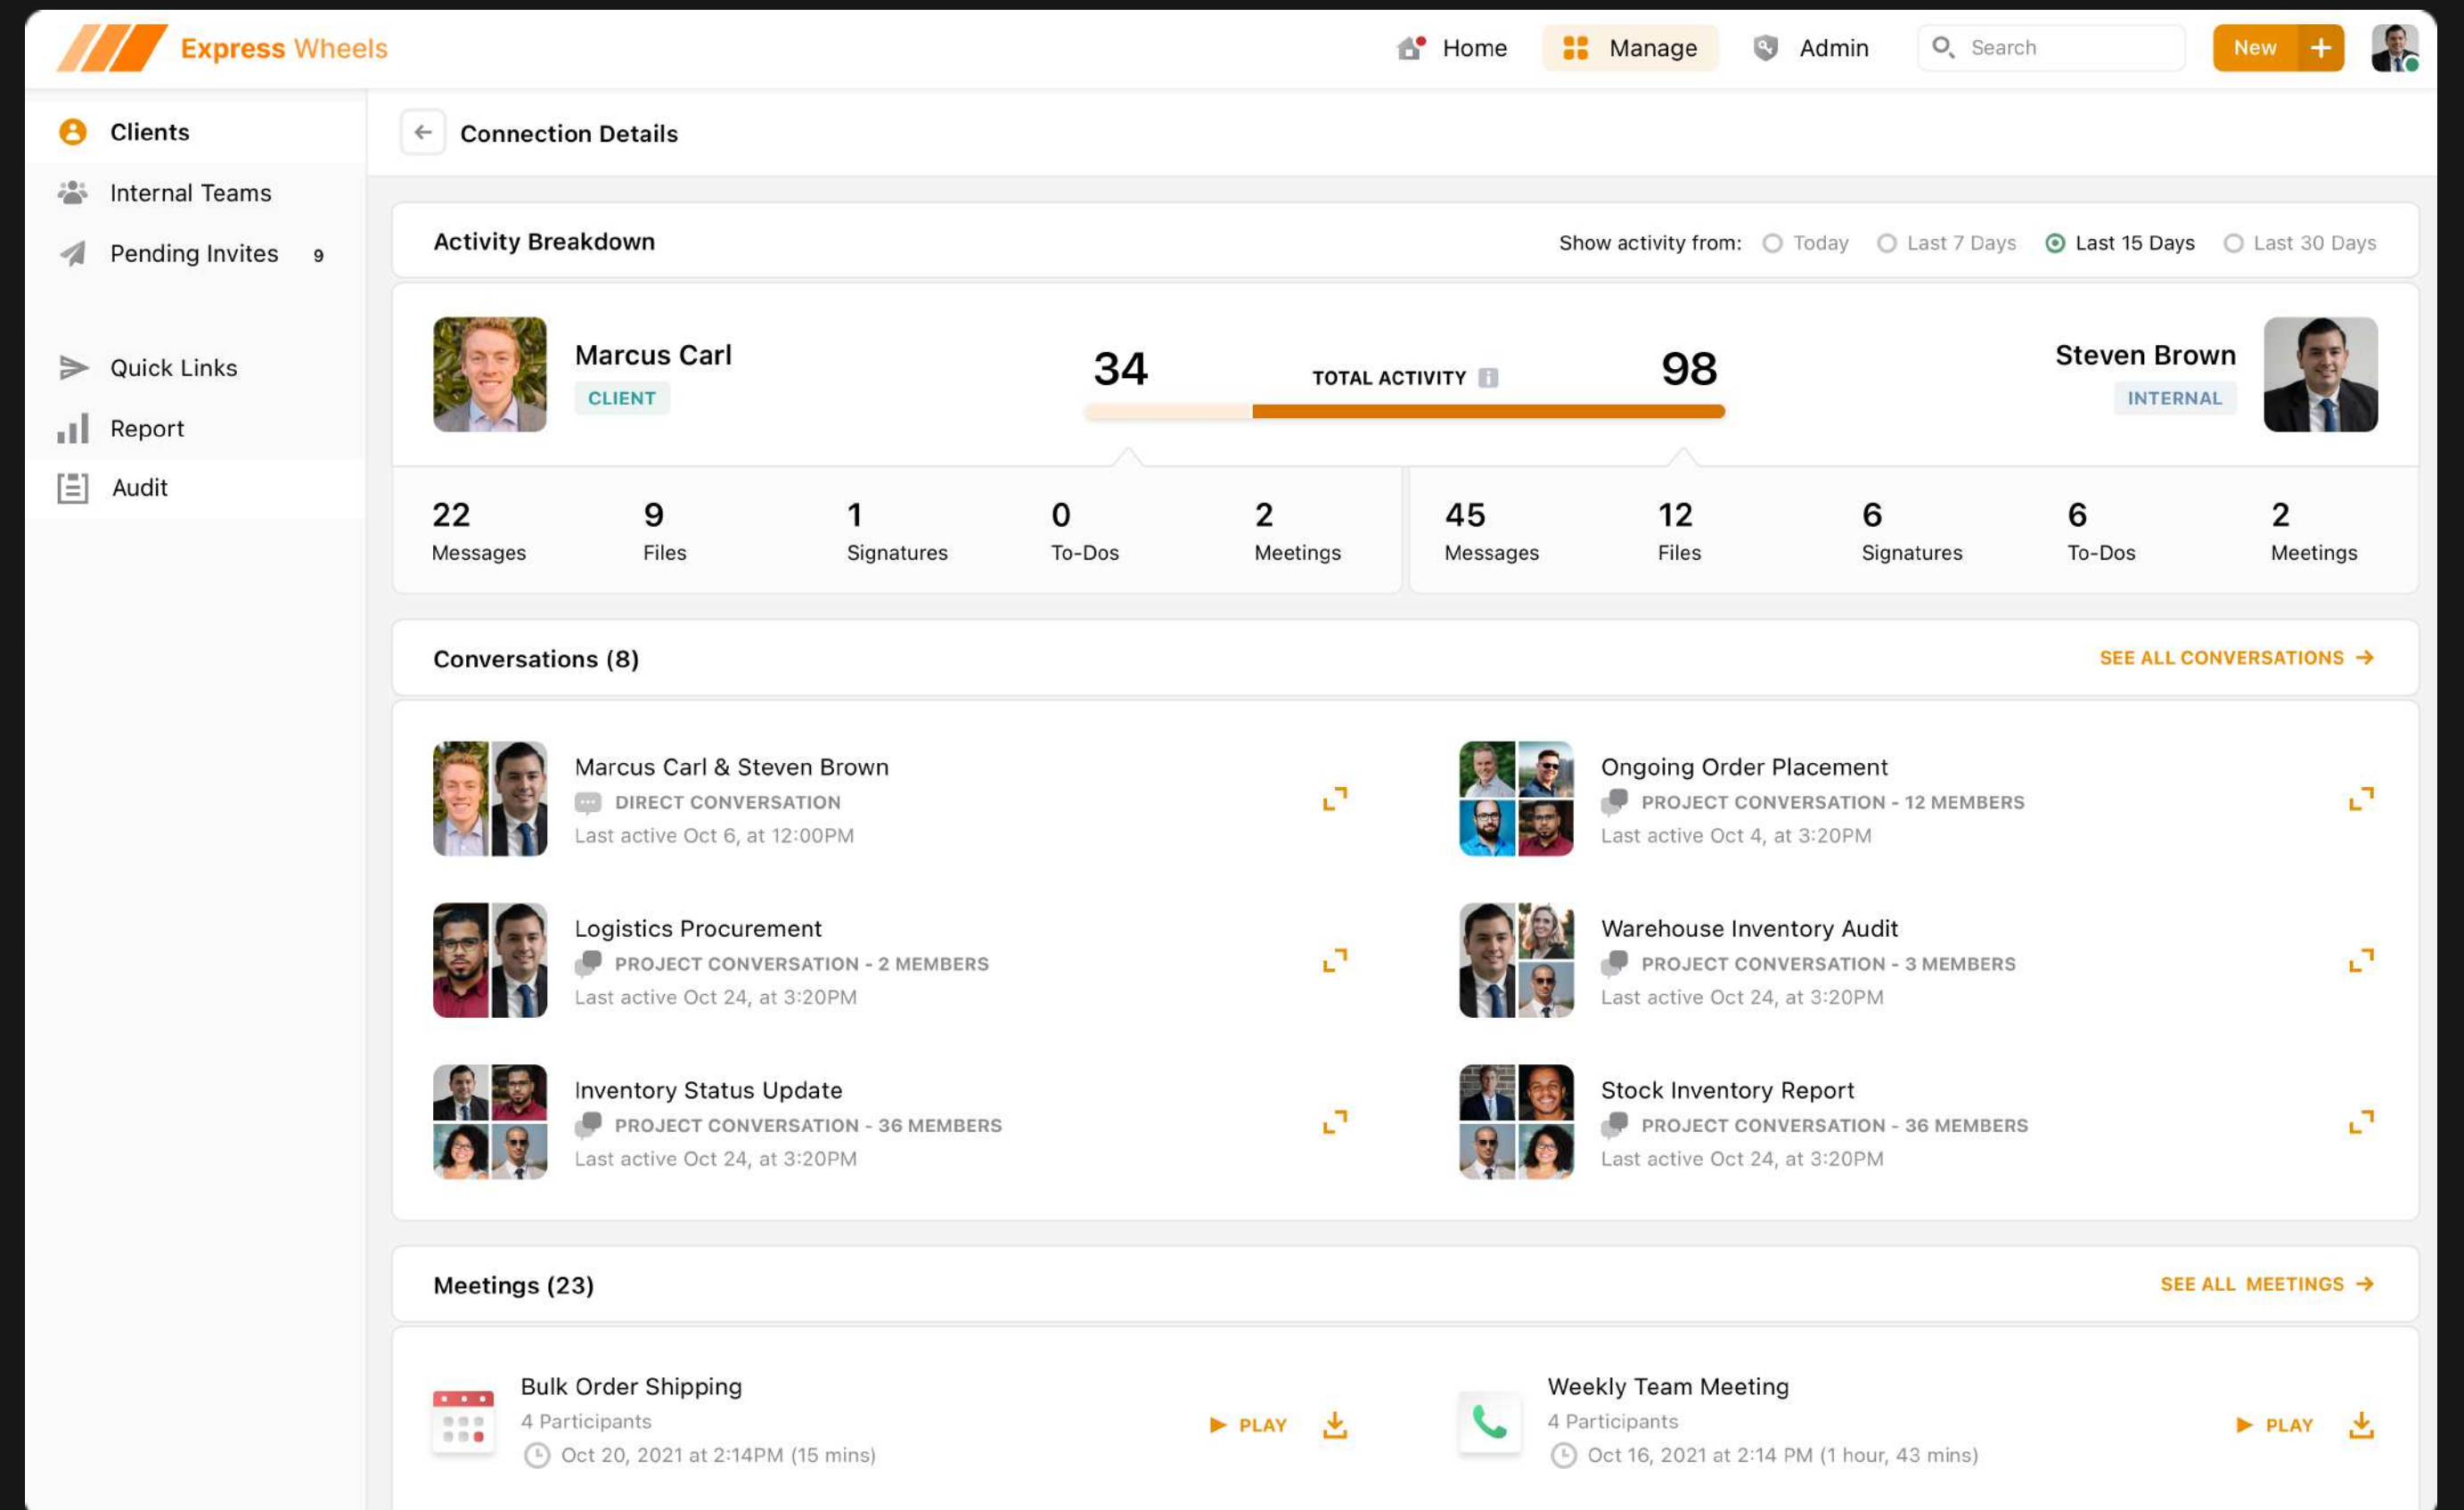 Express Wheels
Home
Manage
Admin
Search
New +
Clients
Internal Teams
Pending Invites 9
Quick Links
Report
Audit
Connection Details
Activity Breakdown
Show activity from: Today Last 7 Days Last 15 Days Last 30 Days
Marcus Carl
CLIENT
34 TOTAL ACTIVITY 98
Steven Brown
INTERNAL
22 9 1 0 2
Messages Files Signatures To-Dos Meetings
45 12 6 6 2
Messages Files Signatures To-Dos Meetings
Conversations (8)
SEE ALL CONVERSATIONS →
Marcus Carl & Steven Brown
DIRECT CONVERSATION
Last active Oct 6, at 12:00PM
Ongoing Order Placement
PROJECT CONVERSATION - 12 MEMBERS
Last active Oct 4, at 3:20PM
Logistics Procurement
PROJECT CONVERSATION - 2 MEMBERS
Last active Oct 24, at 3:20PM
Warehouse Inventory Audit
PROJECT CONVERSATION - 3 MEMBERS
Last active Oct 24, at 3:20PM
Inventory Status Update
PROJECT CONVERSATION - 36 MEMBERS
Last active Oct 24, at 3:20PM
Stock Inventory Report
PROJECT CONVERSATION - 36 MEMBERS
Last active Oct 24, at 3:20PM
Meetings (23)
SEE ALL MEETINGS →
Bulk Order Shipping
4 Participants
Oct 20, 2021 at 2:14PM (15 mins)
PLAY
Weekly Team Meeting
4 Participants
Oct 16, 2021 at 2:14 PM (1 hour, 43 mins)
PLAY